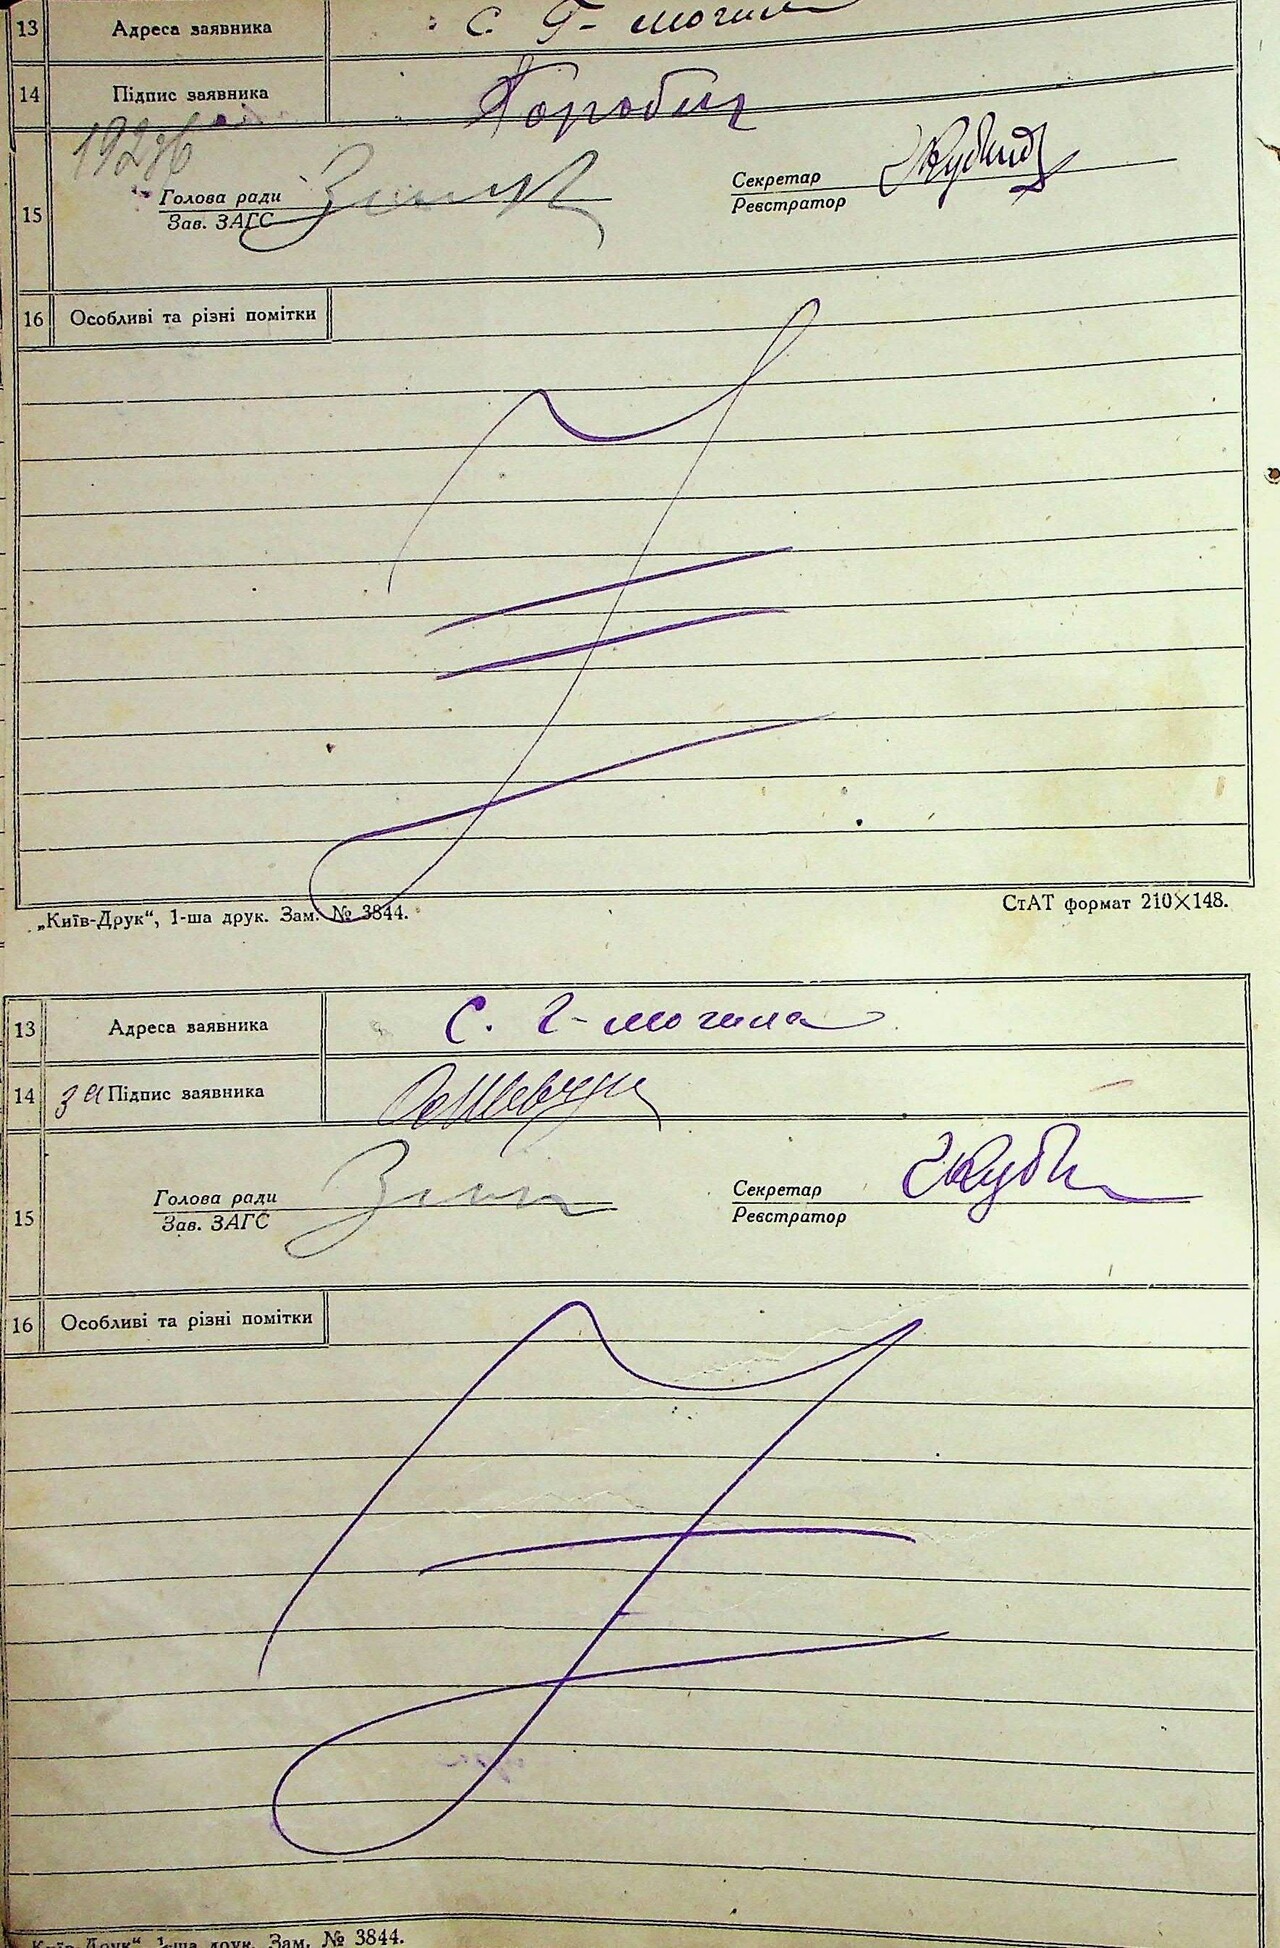 13 Адреса заявника с. Г- могила
14 Підпис заявника Коробка
15 Голова ради Секретар
Зав. ЗАГС Реєстратор
16 Особливі та різні помітки
„Київ-Друк“, 1-ша друк. Зам. № 3844. СтАТ формат 210×148.
13 Адреса заявника с. Г- могила
14 за Підпис заявника
15 Голова ради Секретар
Зав. ЗАГС Реєстратор
16 Особливі та різні помітки
Київ-Друк“, 1-ша друк. Зам. № 3844.